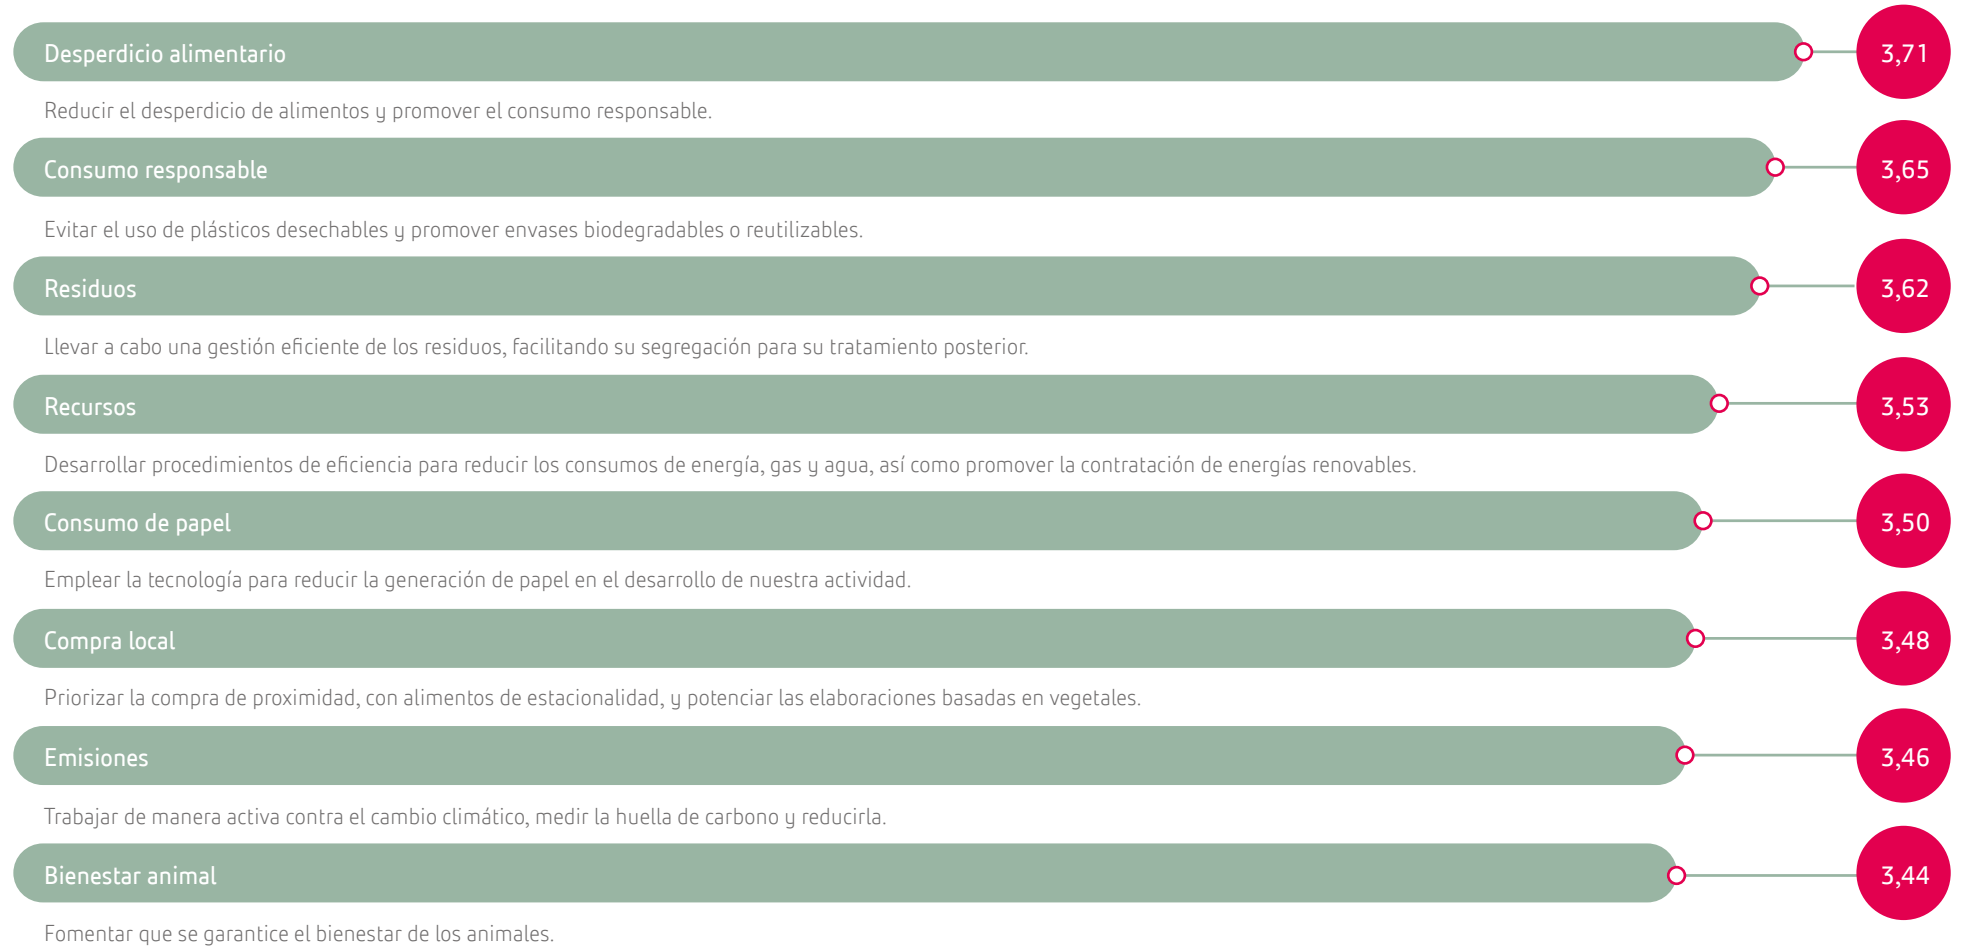 Desperdicio alimentario
3,71
Reducir el desperdicio de alimentos y promover el consumo responsable.
Consumo responsable
3,65
Evitar el uso de plásticos desechables y promover envases biodegradables o reutilizables.
Residuos
3,62
Llevar a cabo una gestión eficiente de los residuos, facilitando su segregación para su tratamiento posterior.
Recursos
3,53
Desarrollar procedimientos de eficiencia para reducir los consumos de energía, gas y agua, así como promover la contratación de energías renovables.
Consumo de papel
3,50
Emplear la tecnología para reducir la generación de papel en el desarrollo de nuestra actividad.
Compra local
3,48
Priorizar la compra de proximidad, con alimentos de estacionalidad, y potenciar las elaboraciones basadas en vegetales.
Emisiones
3,46
Trabajar de manera activa contra el cambio climático, medir la huella de carbono y reducirla.
Bienestar animal
3,44
Fomentar que se garantice el bienestar de los animales.